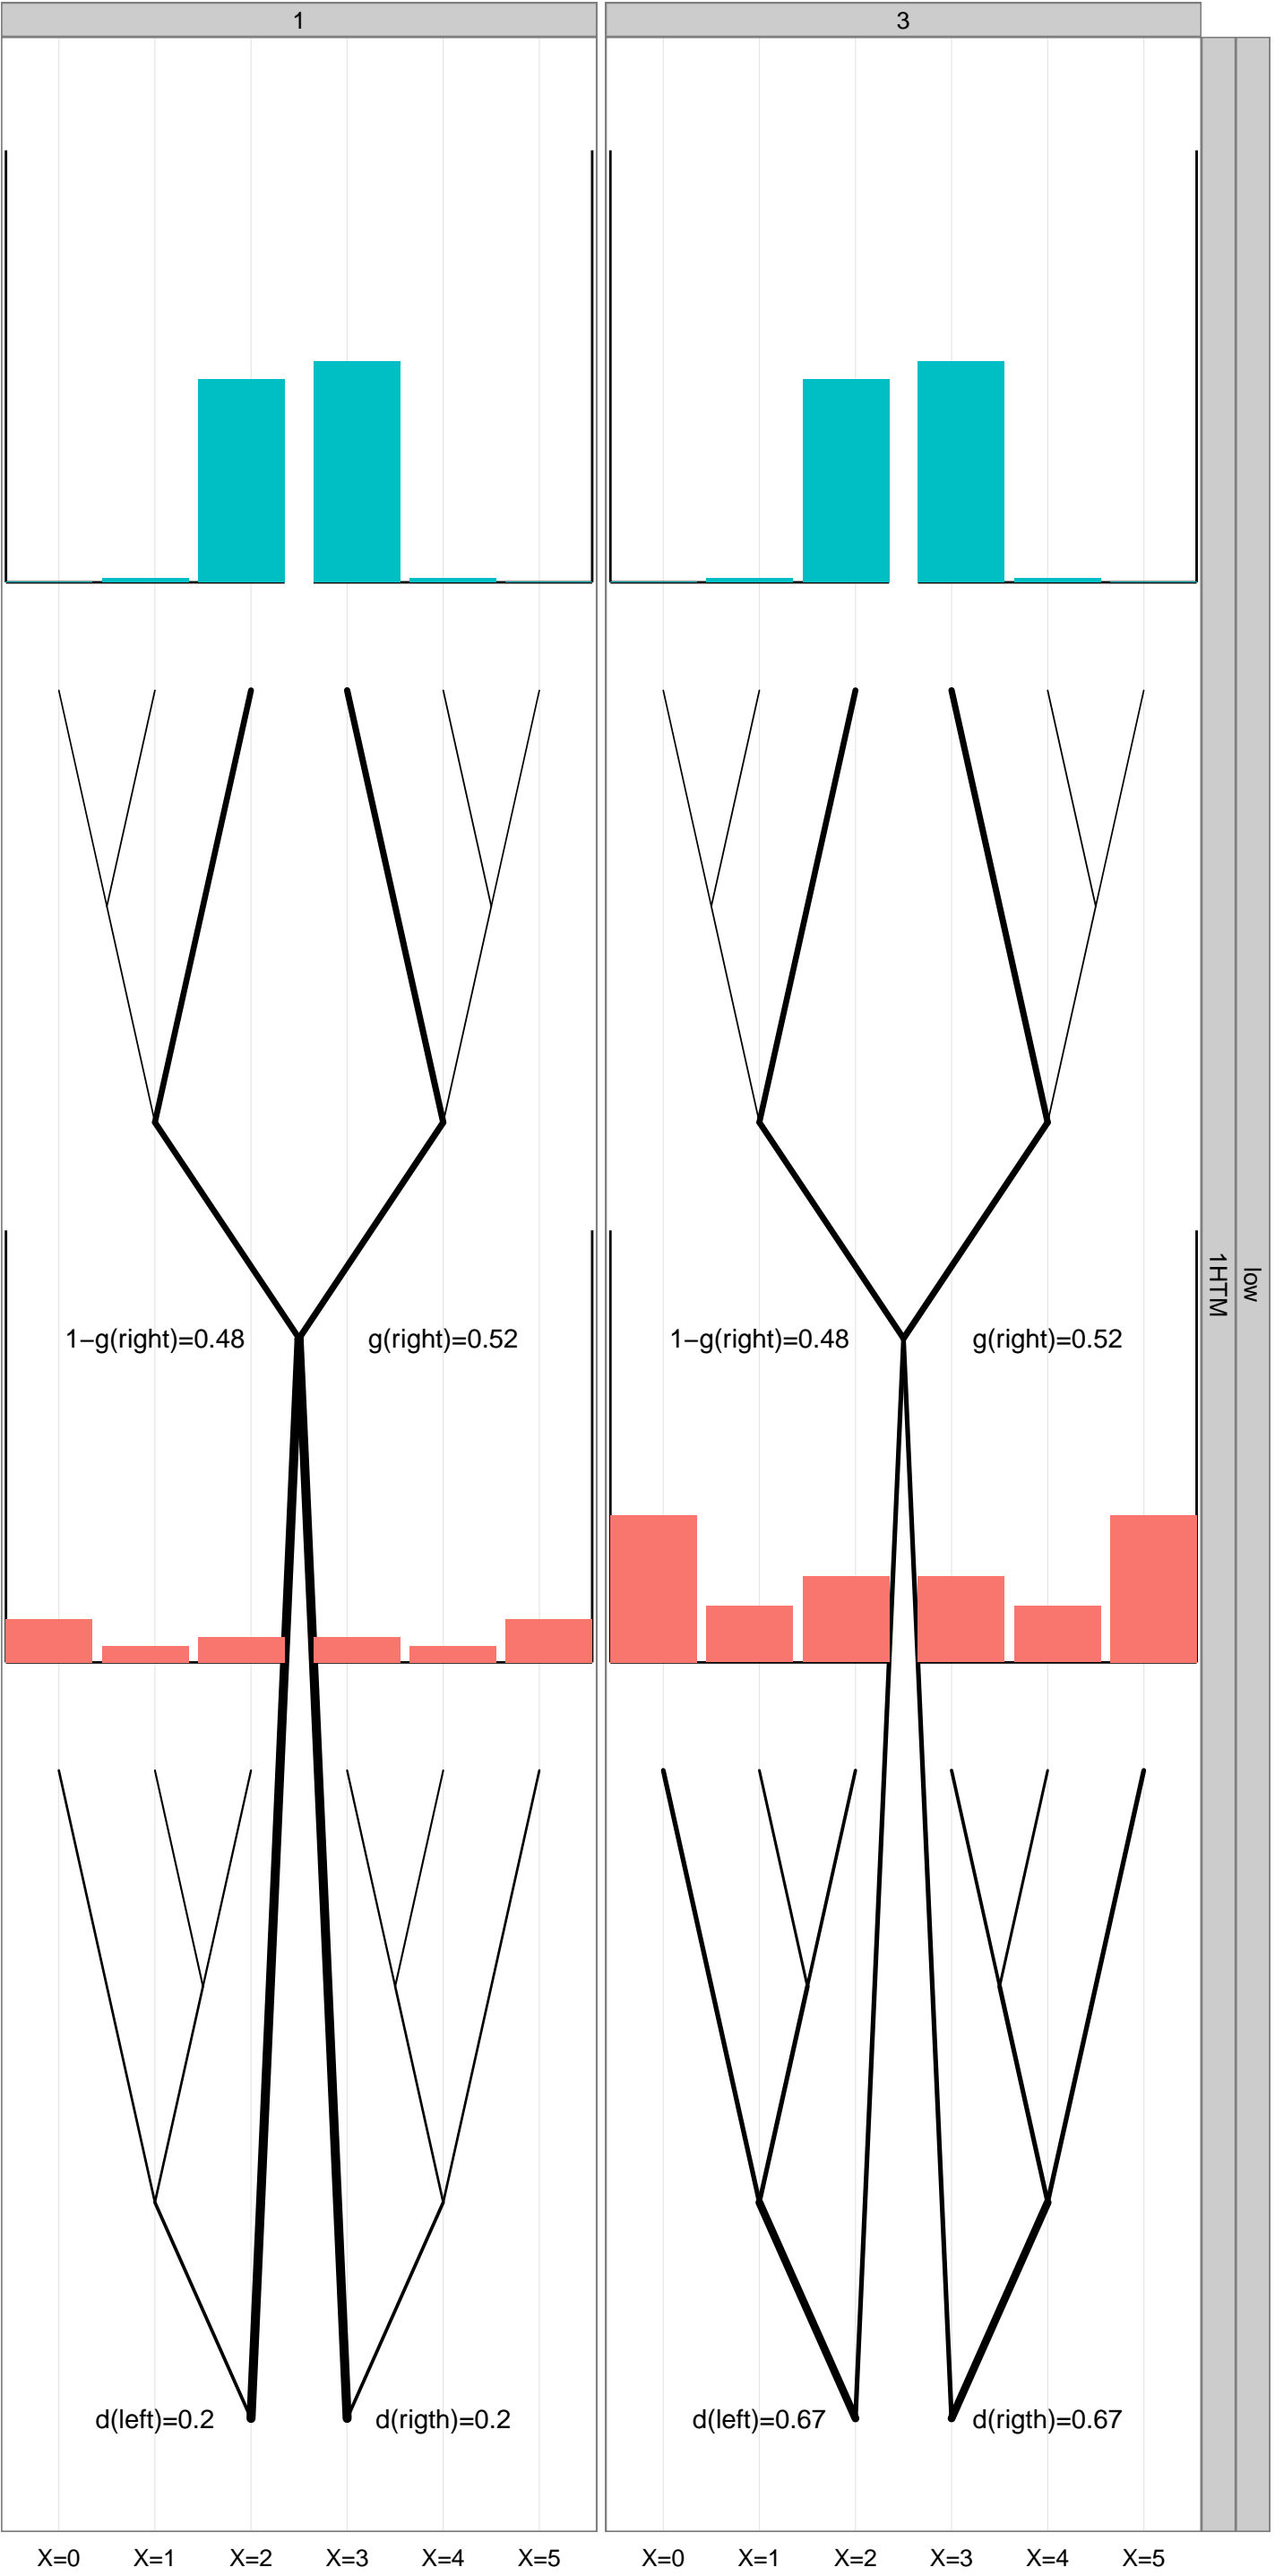 1 3
low
1HTM
1−g(right)=0.48 g(right)=0.52 1−g(right)=0.48 g(right)=0.52
d(left)=0.2 d(rigth)=0.2 d(left)=0.67 d(rigth)=0.67
X=0 X=1 X=2 X=3 X=4 X=5 X=0 X=1 X=2 X=3 X=4 X=5